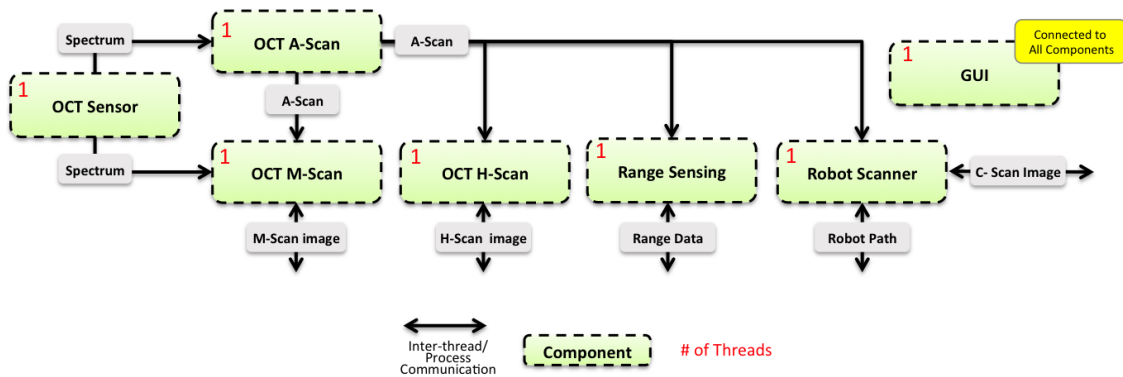 Spectrum
1
OCT A-Scan
A-Scan
Connected to
All Components
1
GUI
1
OCT Sensor
A-Scan
Spectrum
1
OCT M-Scan
1
OCT H-Scan
1
Range Sensing
1
Robot Scanner
C- Scan Image
M-Scan image
H-Scan image
Range Data
Robot Path
Inter-thread/
Process
Communication
Component
# of Threads